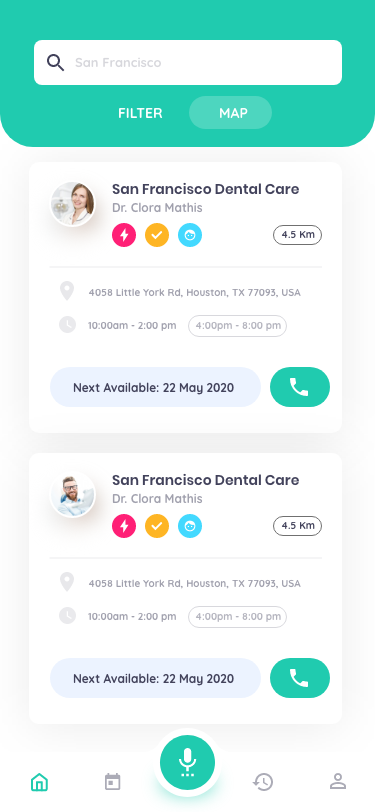 San Francisco
FILTER MAP
San Francisco Dental Care
Dr. Clora Mathis
4.5 Km
4058 Little York Rd, Houston, TX 77093, USA
10:00am - 2:00 pm 4:00pm - 8:00 pm
Next Available: 22 May 2020
San Francisco Dental Care
Dr. Clora Mathis
4.5 Km
4058 Little York Rd, Houston, TX 77093, USA
10:00am - 2:00 pm 4:00pm - 8:00 pm
Next Available: 22 May 2020